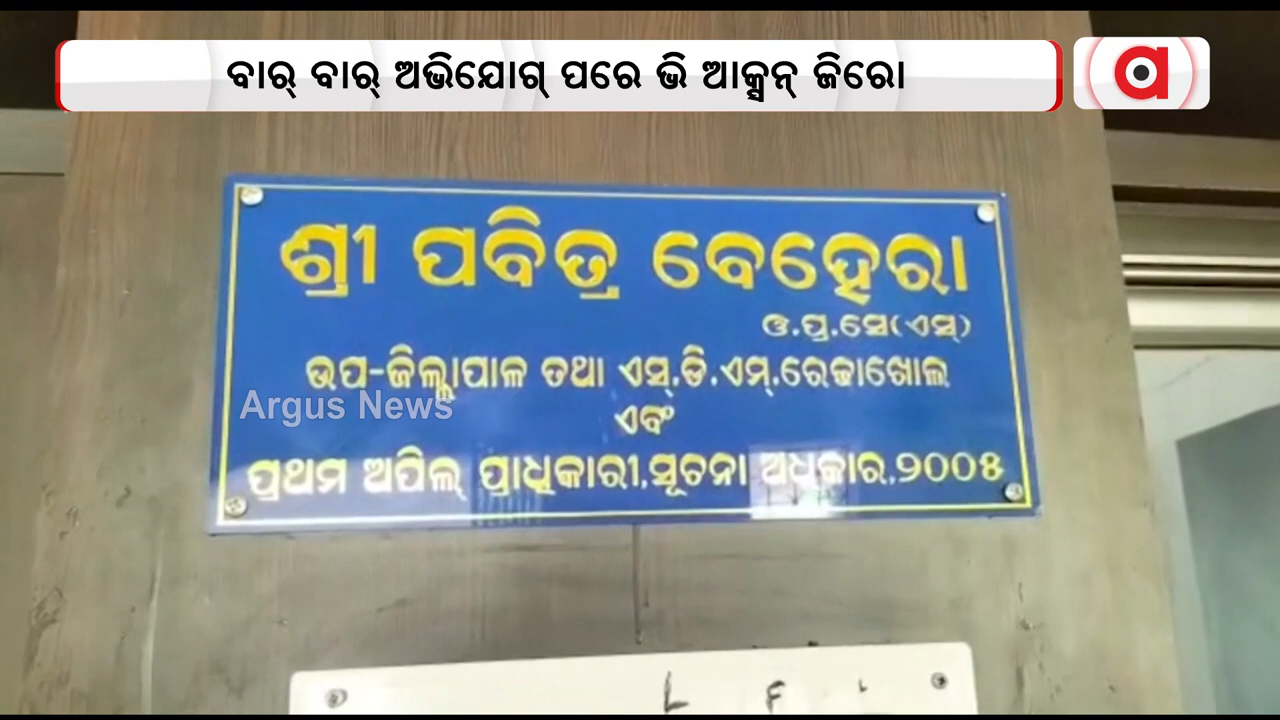 ବାର୍ ବାର୍ ଅଭିଯୋଗ୍ ପରେ ଭି ଆକ୍ସନ୍ ଜିରୋ
a
ଶ୍ରୀ ପବିତ୍ର ବେହେରା
ଓ.ପ୍ର.ସେ(ଏସ୍)
ଉପ-ଜିଲ୍ଲାପାଳ ତଥା ଏସ୍.ଡି.ଏମ୍.ରେଢାଖୋଲ
Argus News
ଏବଂ
ପ୍ରଥମ ଅପିଲ୍ ପ୍ରାଧିକାରୀ,ସୂଚନା ଅଧିକାର,୨୦୦୫